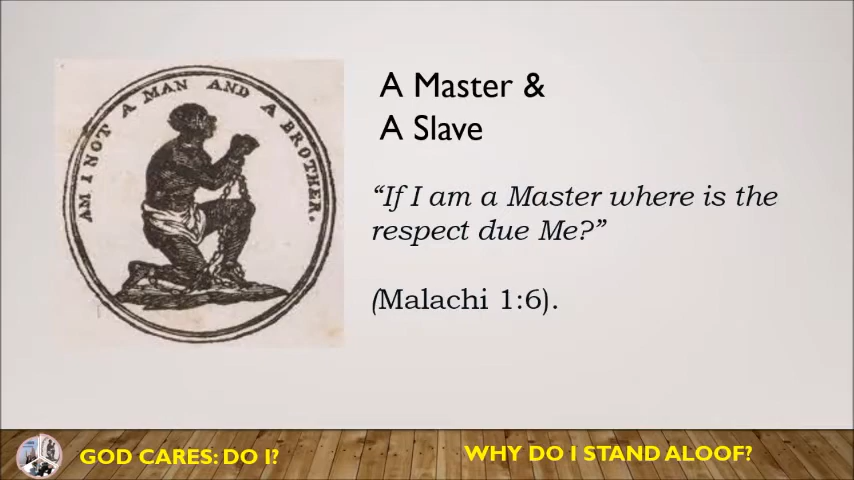 AM I NOT A MAN AND A BROTHER.
A Master &
A Slave
“If I am a Master where is the
respect due Me?”
(Malachi 1:6).
GOD CARES: DO I?
WHY DO I STAND ALOOF?